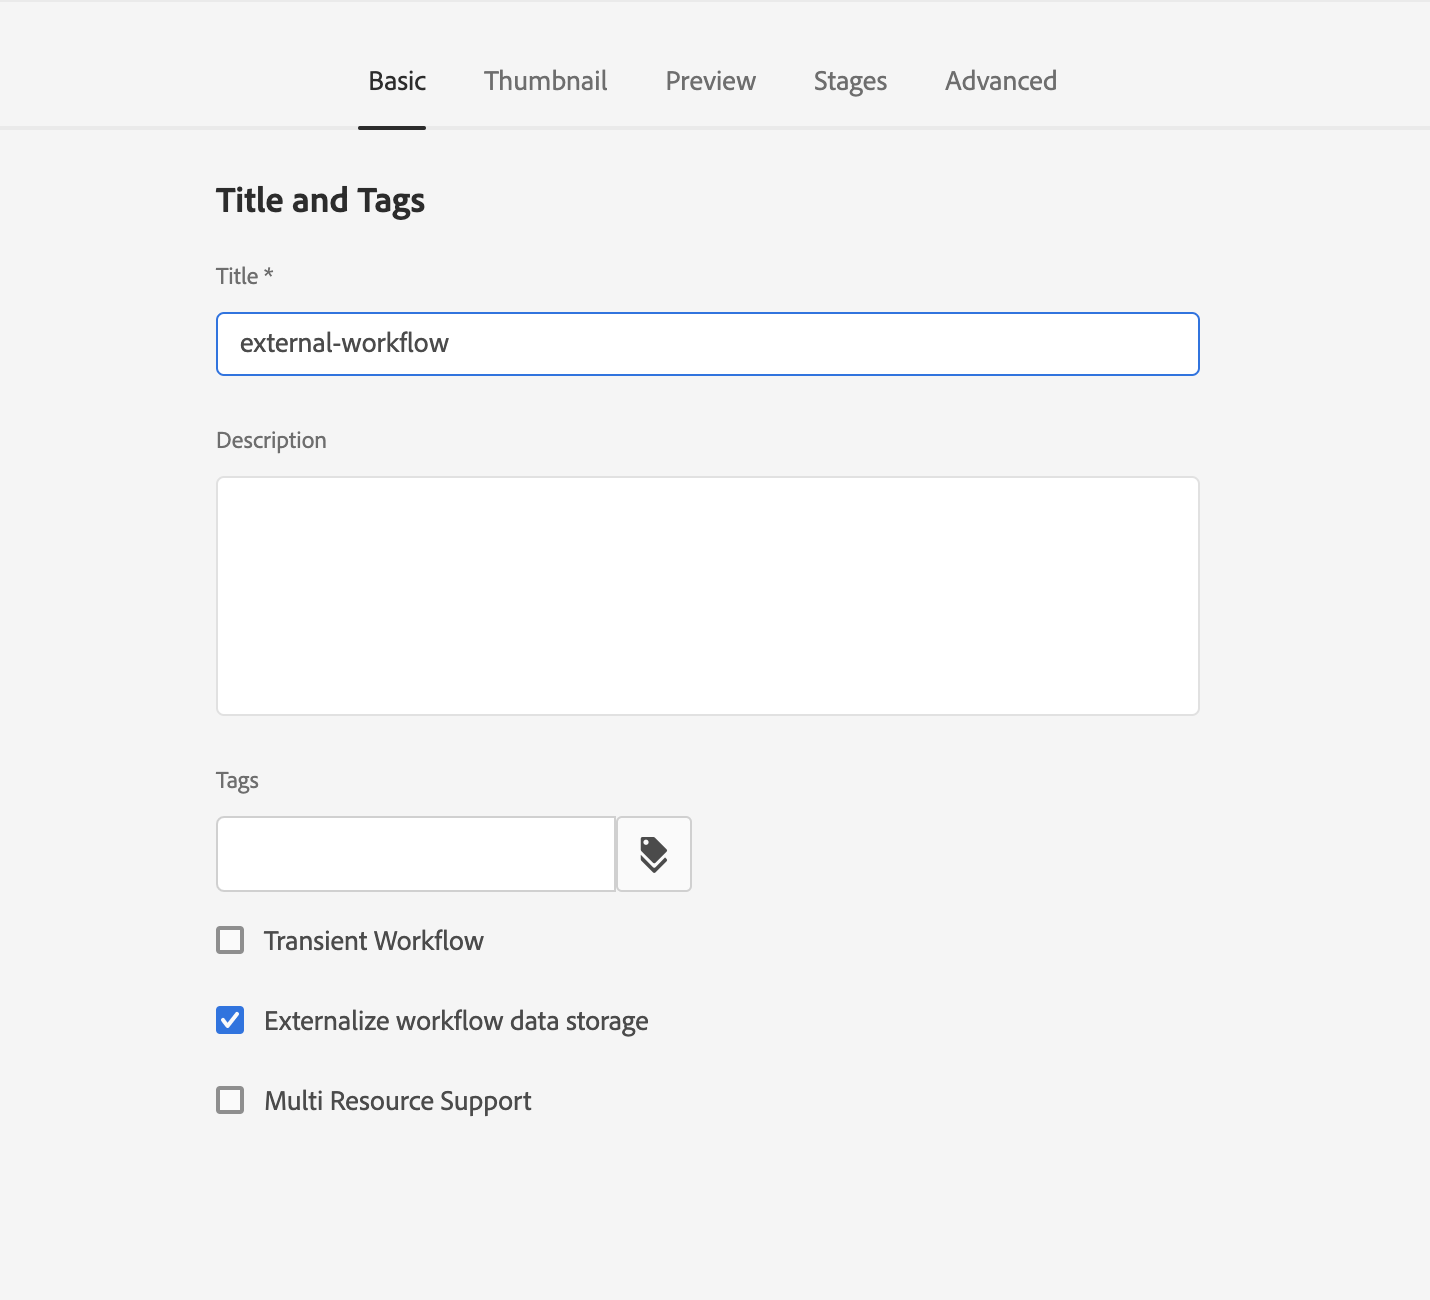 Basic Thumbnail Preview Stages Advanced
Title and Tags
Title *
external-workflow
Description
Tags
Transient Workflow
Externalize workflow data storage
Multi Resource Support